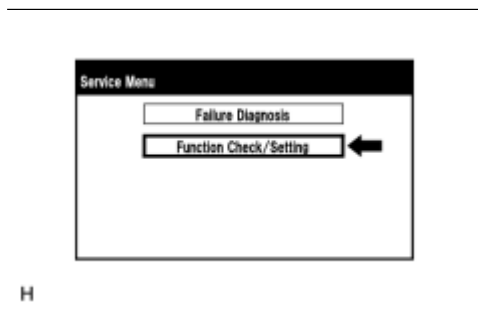 Service Menu
Failure Diagnosis
Function Check/Setting
H